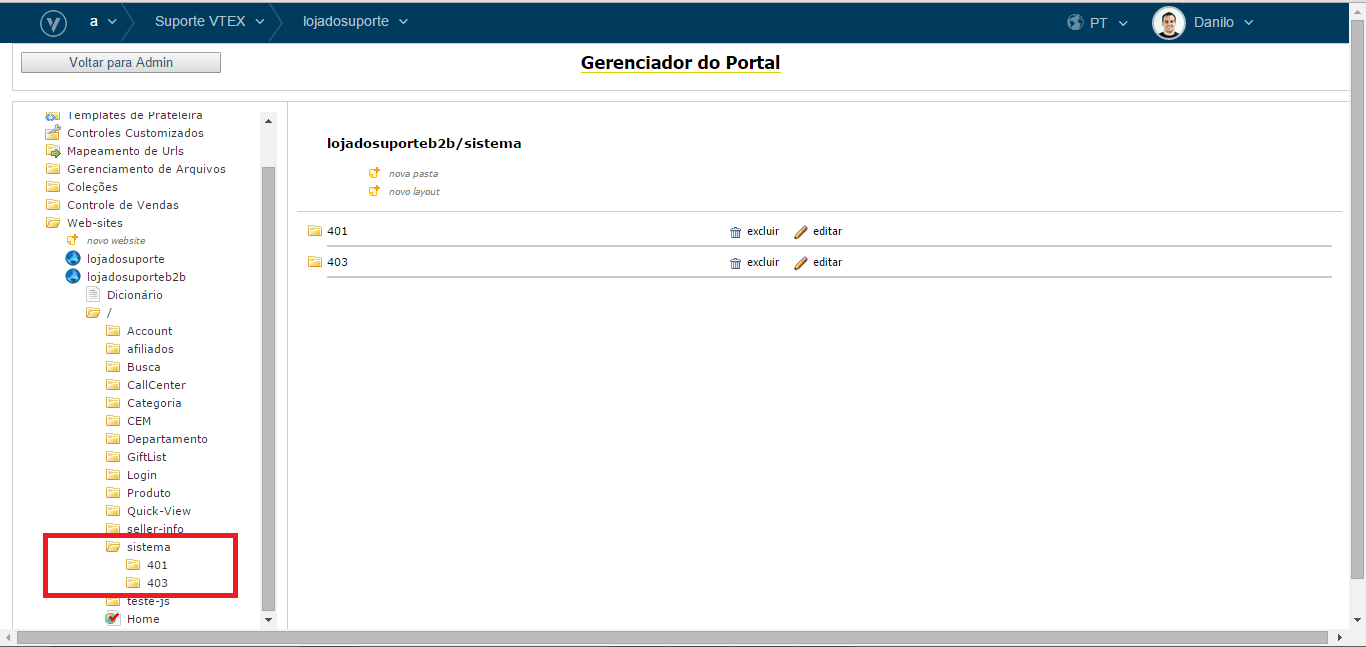 a Suporte VTEX lojadosuporte PT Danilo
Voltar para Admin
Gerenciador do Portal
Templates de Prateleira
Controles Customizados
Mapeamento de Urls
Gerenciamento de Arquivos
Coleções
Controle de Vendas
Web-sites
novo website
lojadosuporte
lojadosuporteb2b
Dicionário
/
Account
afiliados
Busca
CallCenter
Categoria
CEM
Departamento
GiftList
Login
Produto
Quick-View
seller-info
sistema
401
403
teste-js
Home
lojadosuporteb2b/sistema
nova pasta
novo layout
401 excluir editar
403 excluir editar